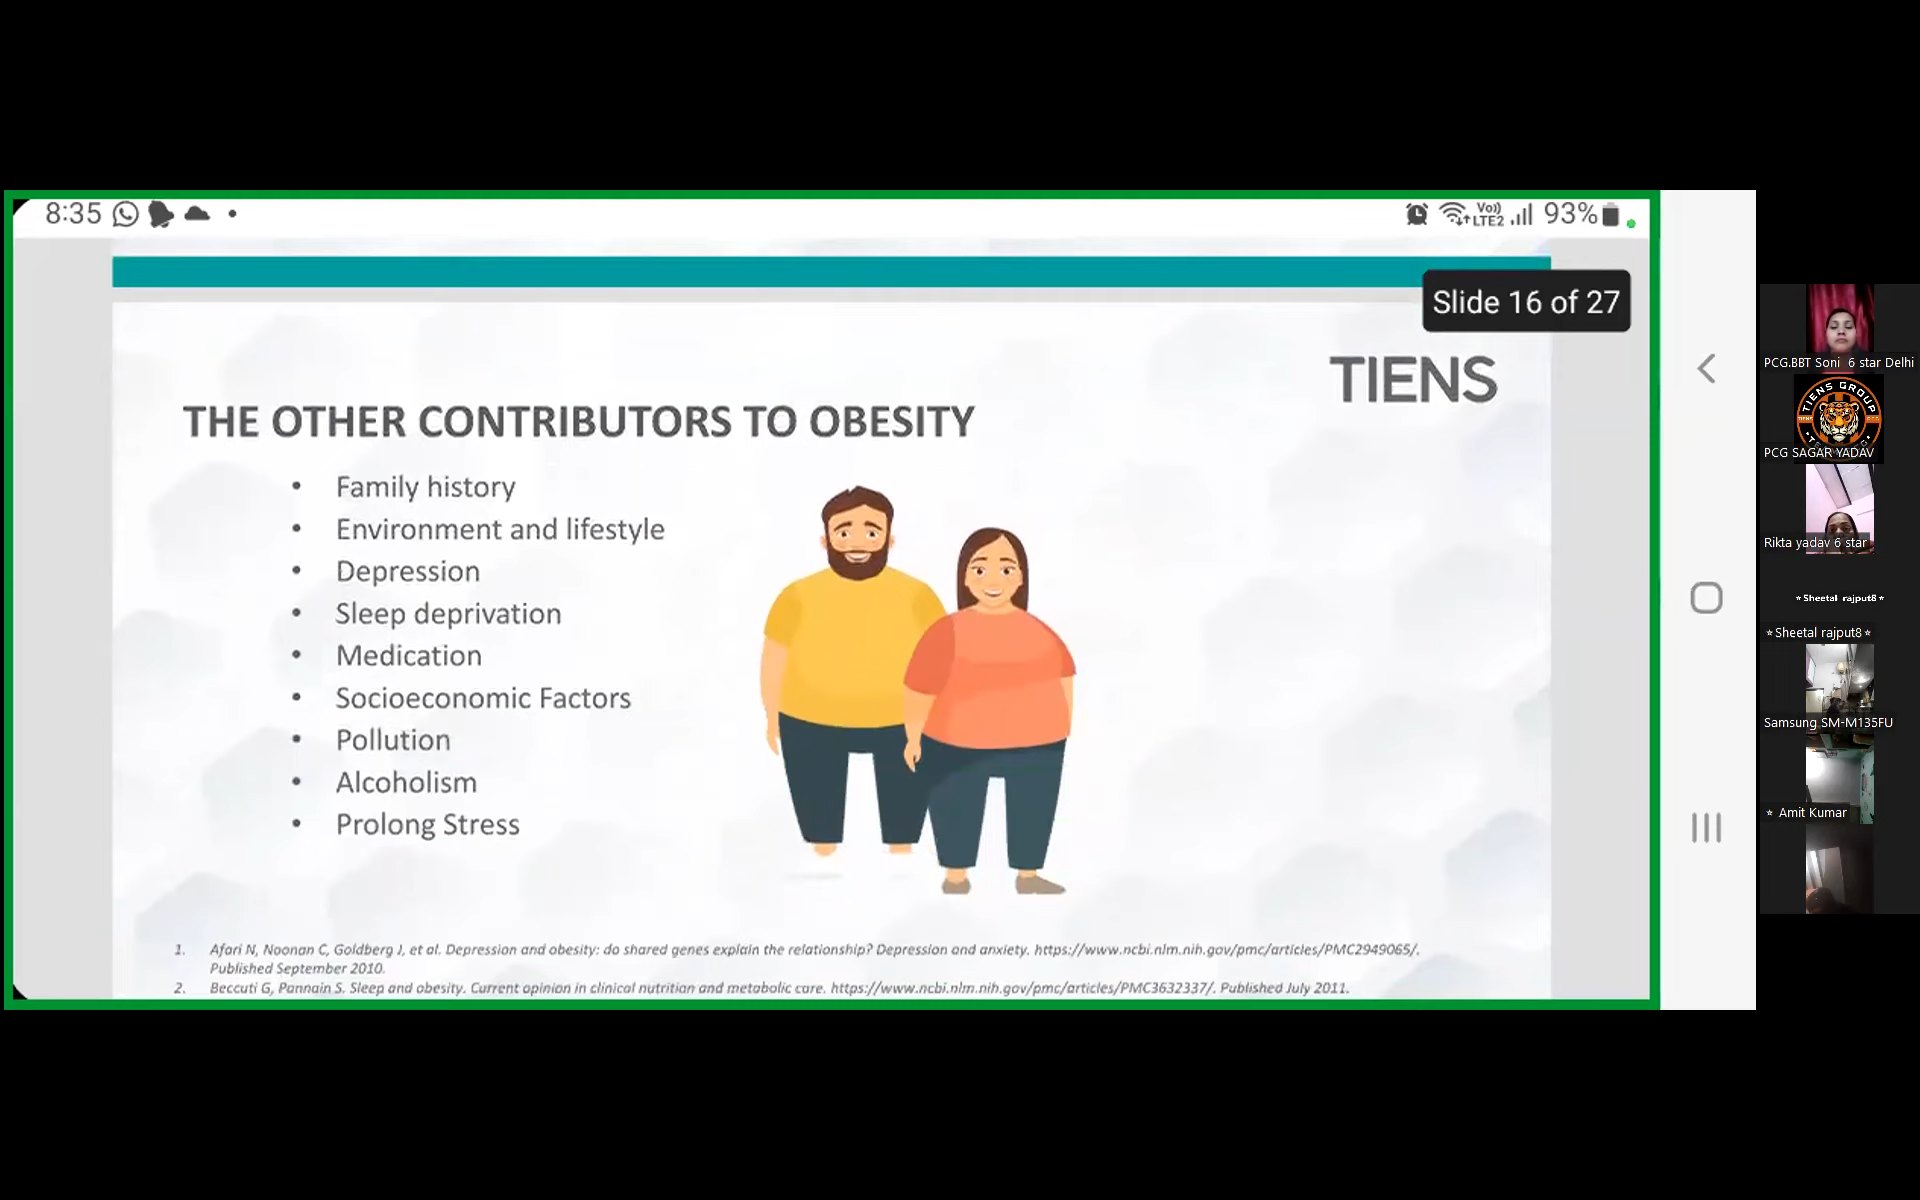 8:35
Vo))
LTE2
93%
Slide 16 of 27
TIENS
THE OTHER CONTRIBUTORS TO OBESITY
• Family history
• Environment and lifestyle
• Depression
• Sleep deprivation
• Medication
• Socioeconomic Factors
• Pollution
• Alcoholism
• Prolong Stress
1. Afari N, Noonan C, Goldberg J, et al. Depression and obesity: do shared genes explain the relationship? Depression and anxiety. https://www.ncbi.nlm.nih.gov/pmc/articles/PMC2949065/.
Published September 2010.
2. Beccuti G, Pannain S. Sleep and obesity. Current opinion in clinical nutrition and metabolic care. https://www.ncbi.nlm.nih.gov/pmc/articles/PMC3632337/. Published July 2011.
PCG.BBT Soni 6 star Delhi
TIENS GROUP
PCG SAGAR YADAV
Rikta yadav 6 star
⭑Sheetal rajput8⭑
⭑Sheetal rajput8⭑
Samsung SM-M135FU
⭑ Amit Kumar